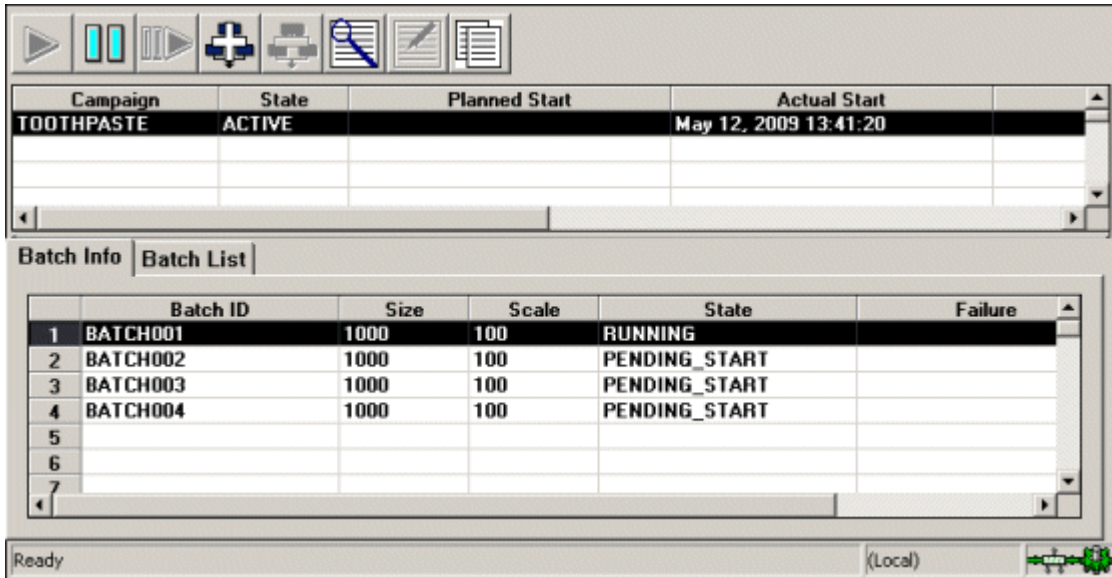 Campaign State Planned Start Actual Start
TOOTHPASTE ACTIVE May 12, 2009 13:41:20
Batch Info Batch List
Batch ID Size Scale State Failure
1 BATCH001 1000 100 RUNNING
2 BATCH002 1000 100 PENDING_START
3 BATCH003 1000 100 PENDING_START
4 BATCH004 1000 100 PENDING_START
5
6
7
Ready (Local)